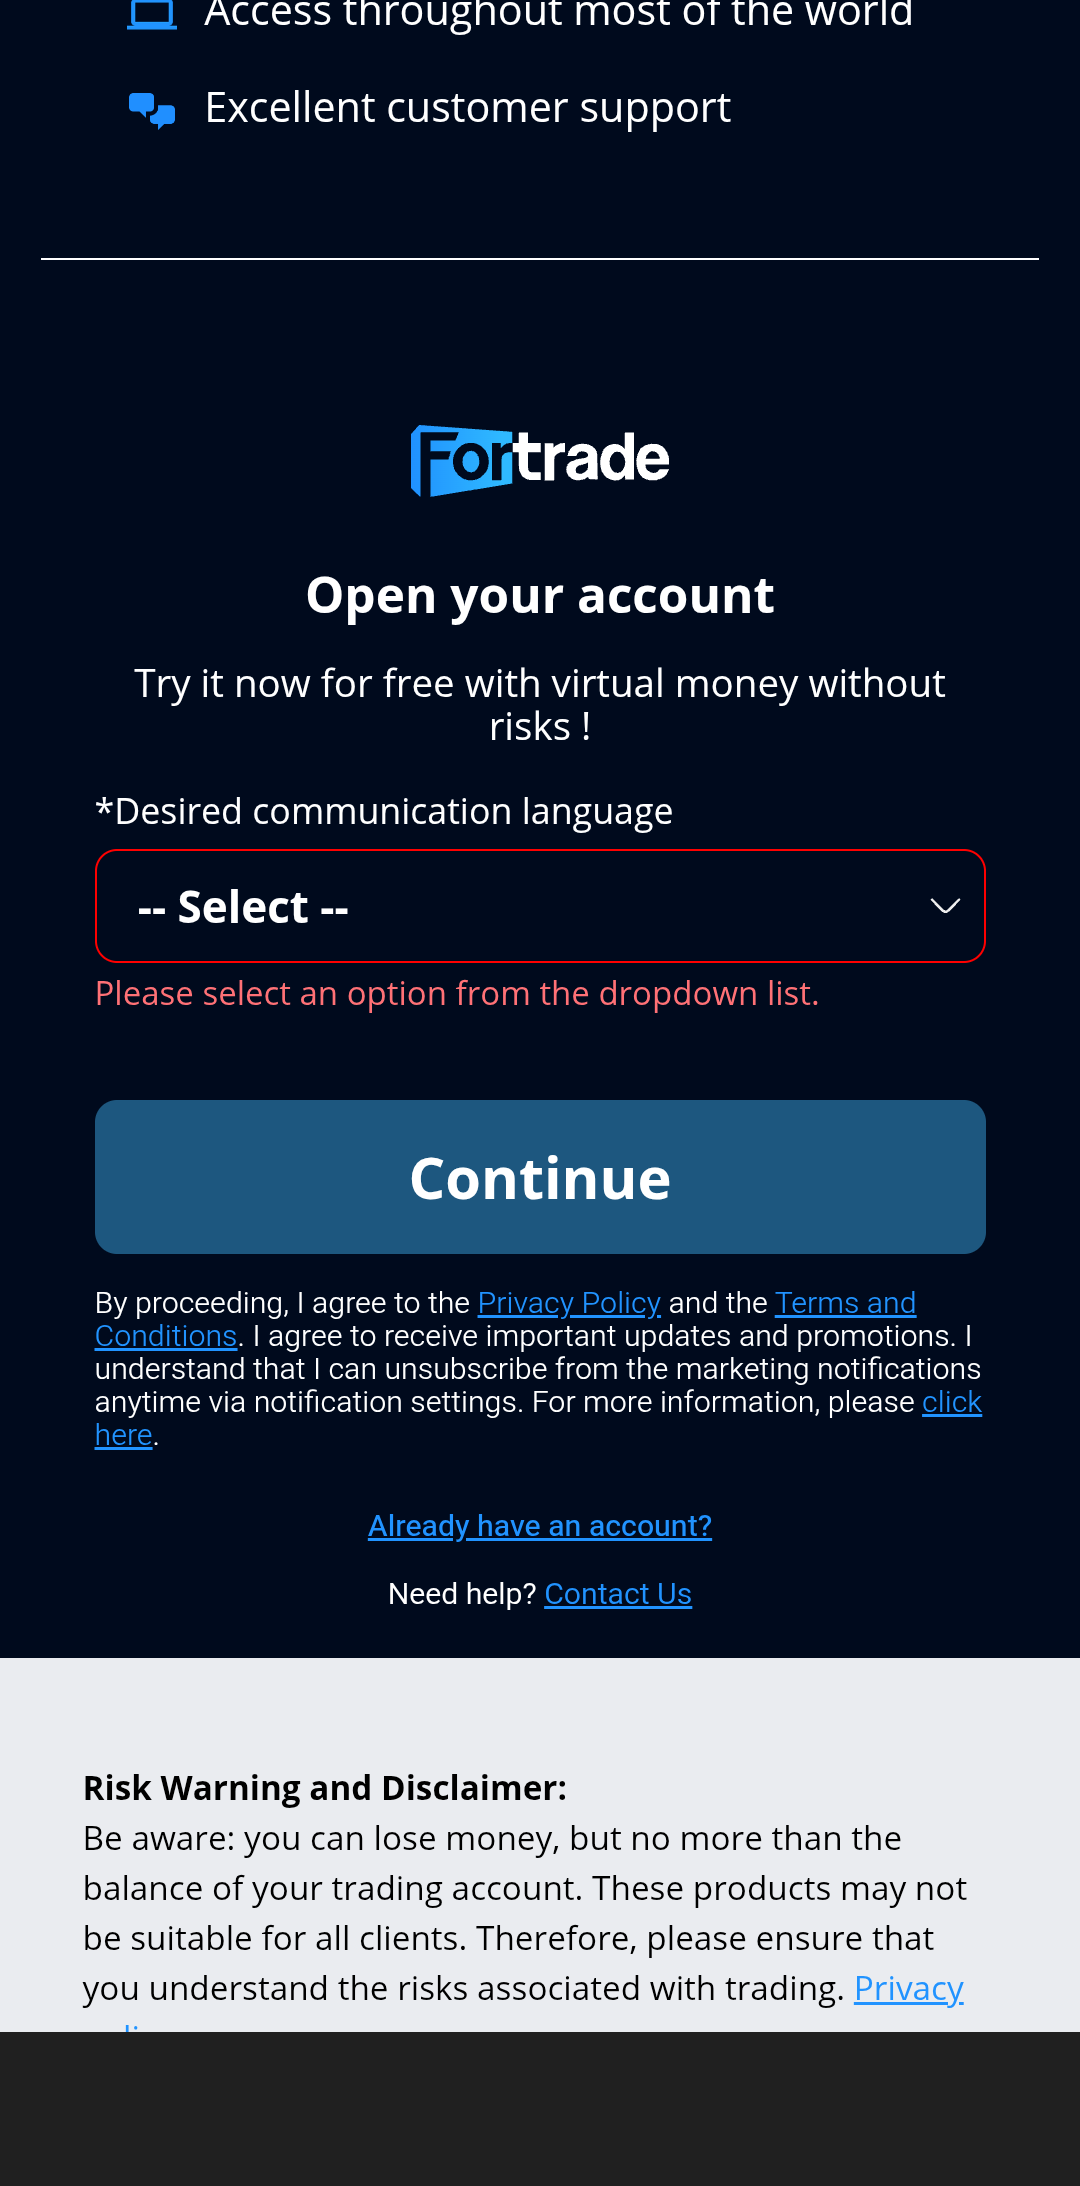 Access throughout most of the world
Excellent customer support
Fortrade
Open your account
Try it now for free with virtual money without
risks !
*Desired communication language
-- Select --
Please select an option from the dropdown list.
Continue
By proceeding, I agree to the Privacy Policy and the Terms and
Conditions. I agree to receive important updates and promotions. I
understand that I can unsubscribe from the marketing notifications
anytime via notification settings. For more information, please click
here.
Already have an account?
Need help? Contact Us
Risk Warning and Disclaimer:
Be aware: you can lose money, but no more than the
balance of your trading account. These products may not
be suitable for all clients. Therefore, please ensure that
you understand the risks associated with trading. Privacy